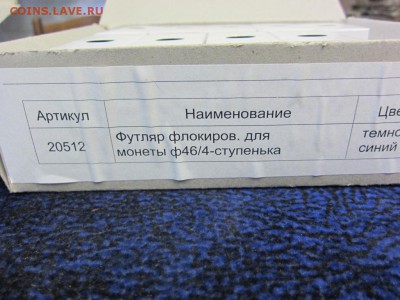 COINS.LAVE.RU
Артикул Наименование Цве
20512 Футляр флокиров. для темно
монеты ф46/4-ступенька синий